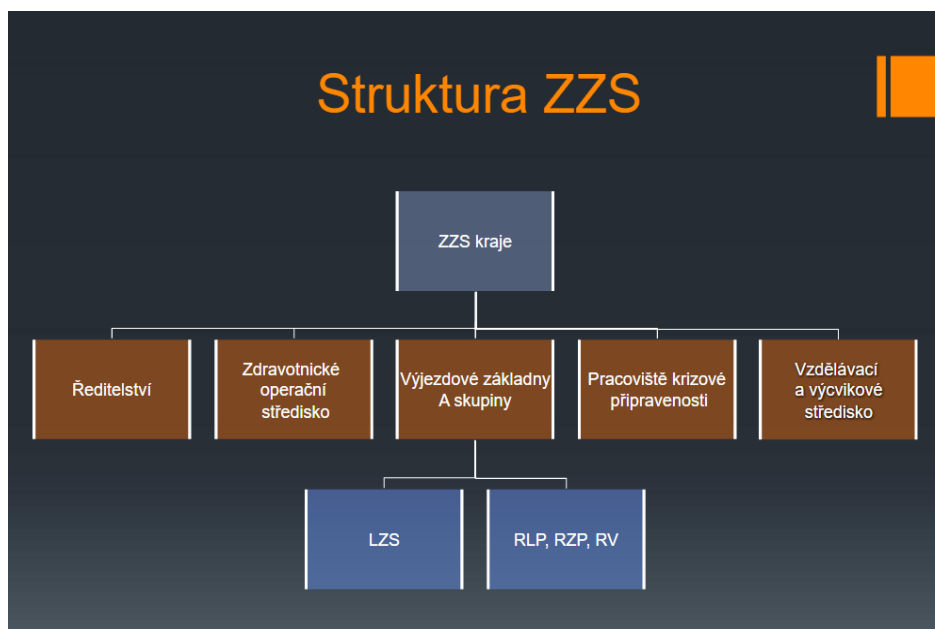 Struktura ZZS
ZZS kraje
Ředitelství
Zdravotnické
operační
středisko
Výjezdové základny
A skupiny
Pracoviště krizové
připravenosti
Vzdělávací
a výcvikové
středisko
LZS
RLP, RZP, RV